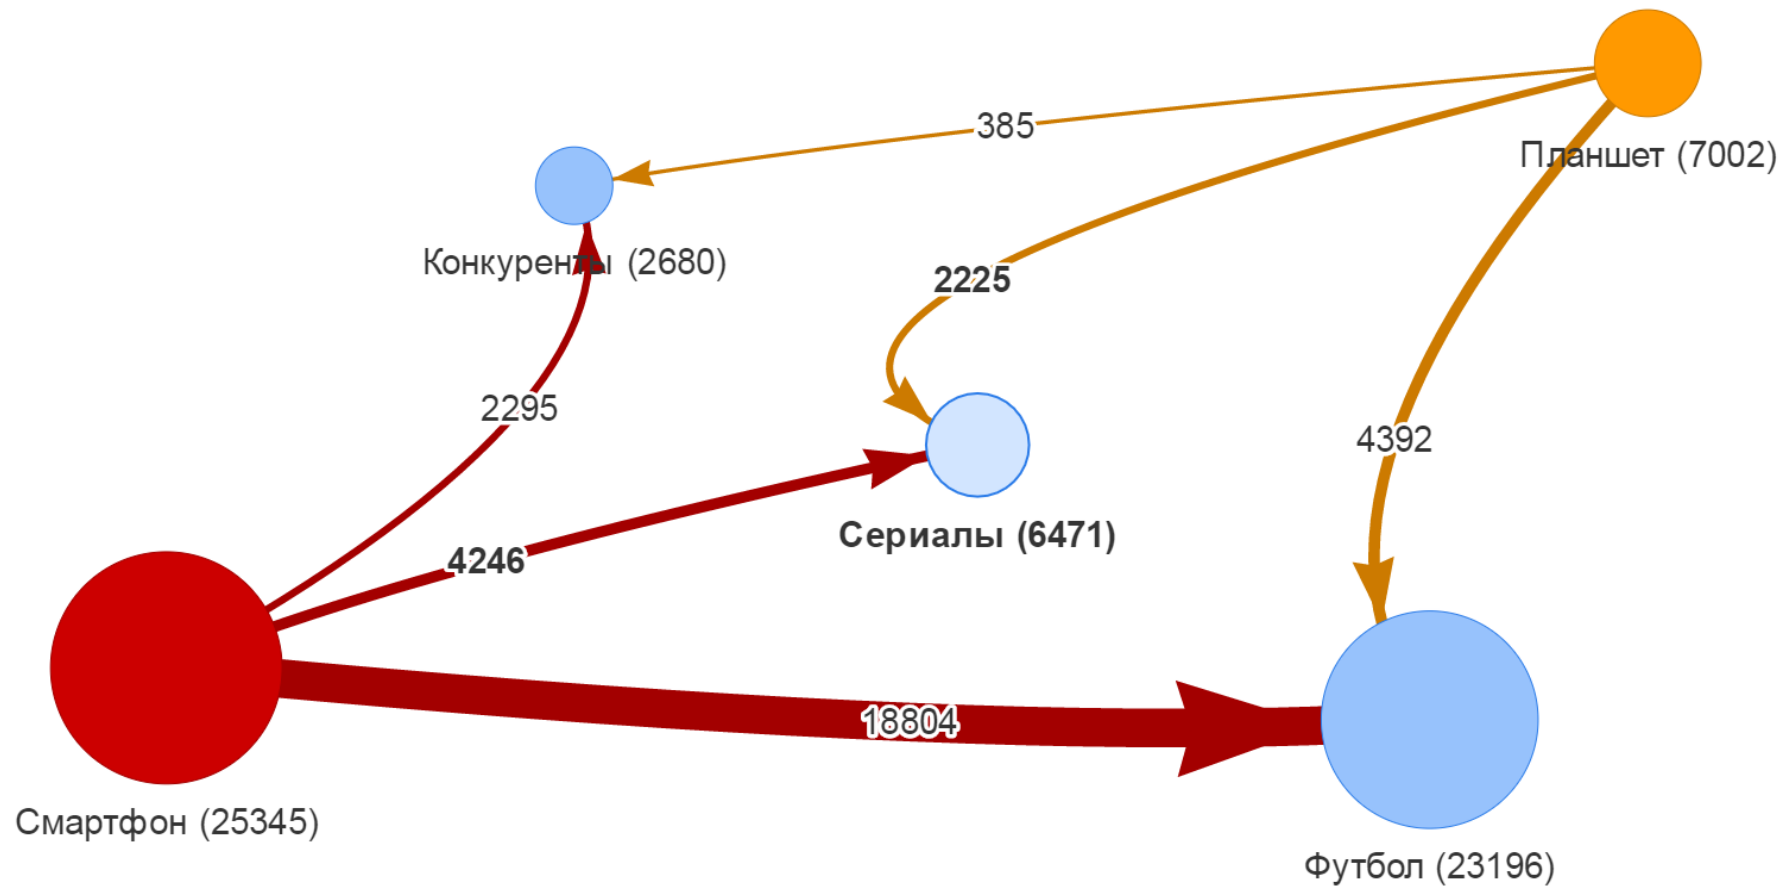 385
Планшет (7002)
Конкуренты (2680)
2225
2295
4392
Сериалы (6471)
4246
18804
Смартфон (25345)
Футбол (23196)